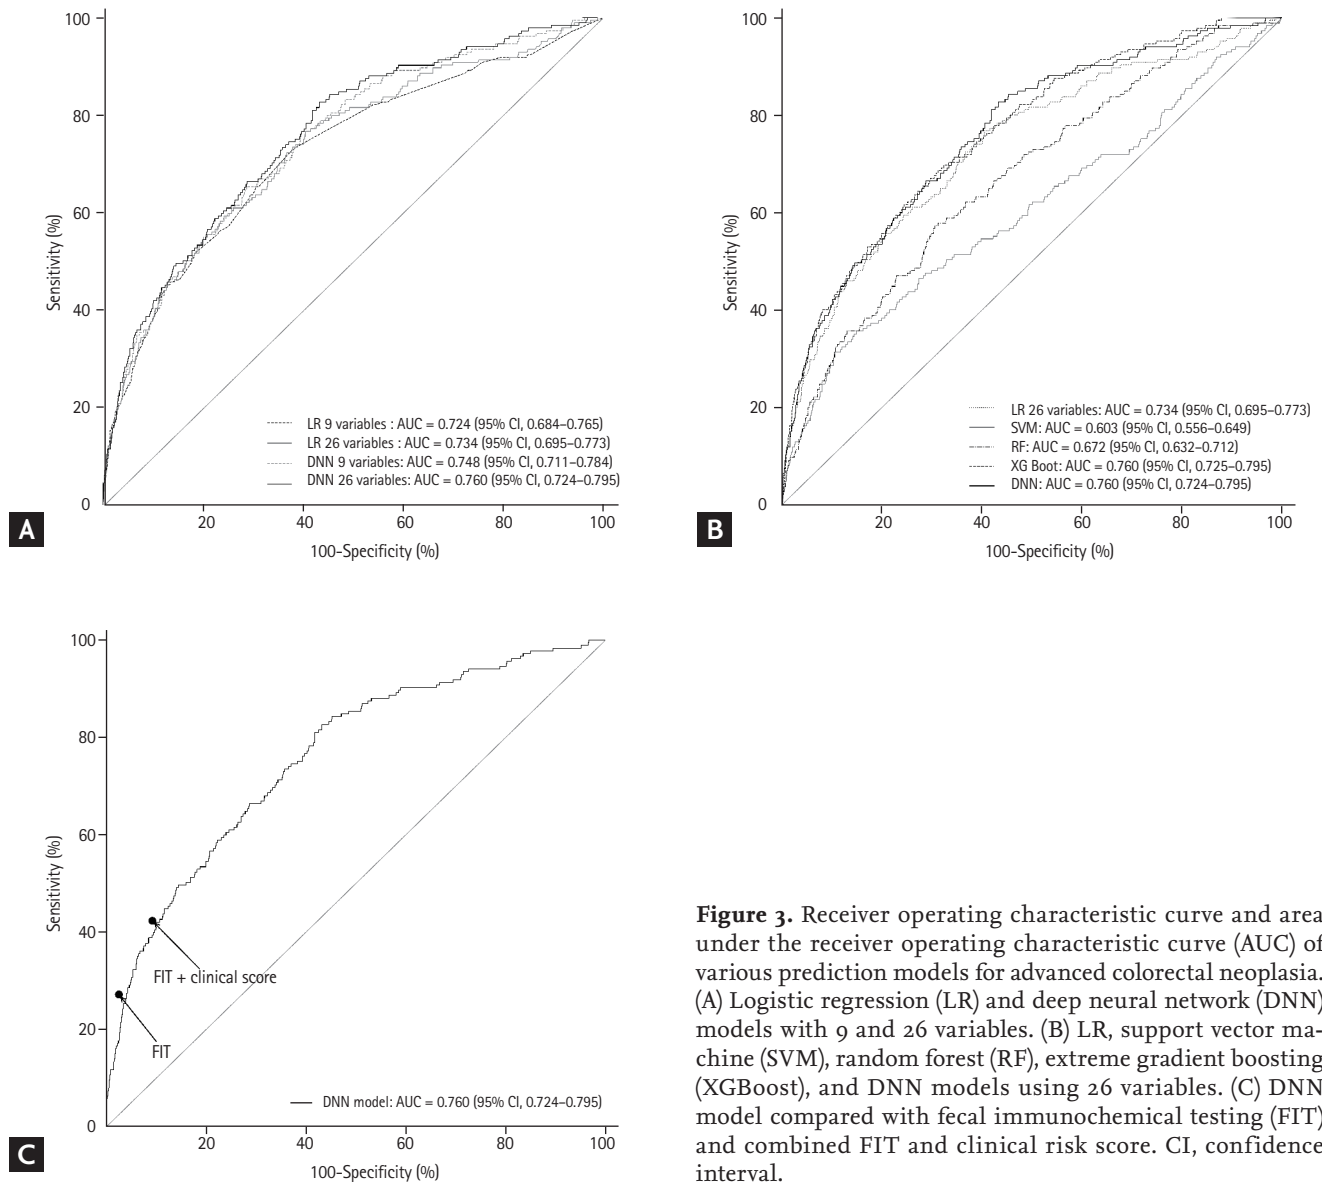 100
80
60
40
20
0
Sensitivity (%)
LR 9 variables : AUC = 0.724 (95% CI, 0.684–0.765)
LR 26 variables : AUC = 0.734 (95% CI, 0.695–0.773)
DNN 9 variables: AUC = 0.748 (95% CI, 0.711–0.784)
DNN 26 variables: AUC = 0.760 (95% CI, 0.724–0.795)
20 40 60 80 100
100-Specificity (%)
A
100
80
60
40
20
0
Sensitivity (%)
LR 26 variables: AUC = 0.734 (95% CI, 0.695–0.773)
SVM: AUC = 0.603 (95% CI, 0.556–0.649)
RF: AUC = 0.672 (95% CI, 0.632–0.712)
XG Boot: AUC = 0.760 (95% CI, 0.725–0.795)
DNN: AUC = 0.760 (95% CI, 0.724–0.795)
20 40 60 80 100
100-Specificity (%)
B
100
80
60
40
20
0
Sensitivity (%)
FIT + clinical score
FIT
DNN model: AUC = 0.760 (95% CI, 0.724–0.795)
20 40 60 80 100
100-Specificity (%)
C
Figure 3. Receiver operating characteristic curve and area
under the receiver operating characteristic curve (AUC) of
various prediction models for advanced colorectal neoplasia.
(A) Logistic regression (LR) and deep neural network (DNN)
models with 9 and 26 variables. (B) LR, support vector ma-
chine (SVM), random forest (RF), extreme gradient boosting
(XGBoost), and DNN models using 26 variables. (C) DNN
model compared with fecal immunochemical testing (FIT)
and combined FIT and clinical risk score. CI, confidence
interval.